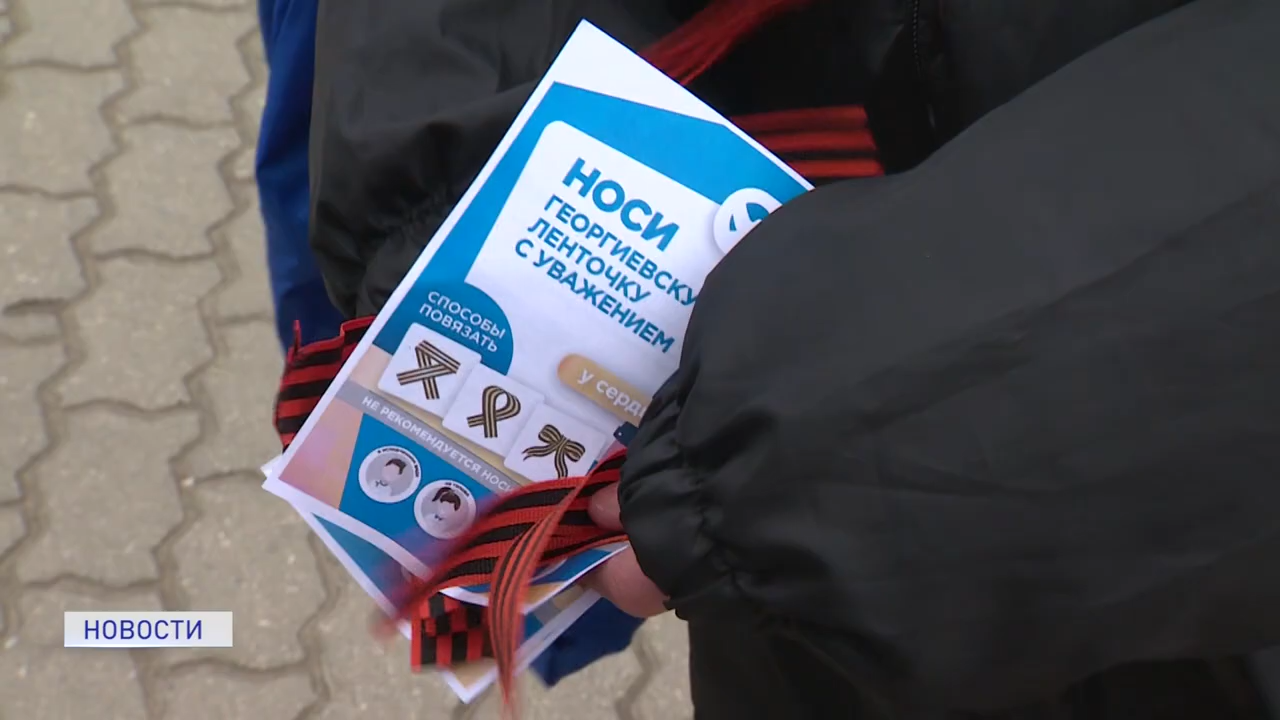 НОСИ
ГЕОРГИЕВСКУ
ЛЕНТОЧКУ
С УВАЖЕНИЕМ
СПОСОБЫ
ПОВЯЗАТЬ
у серд
НЕ РЕКОМЕНДУЕТСЯ НОСИ
НОВОСТИ